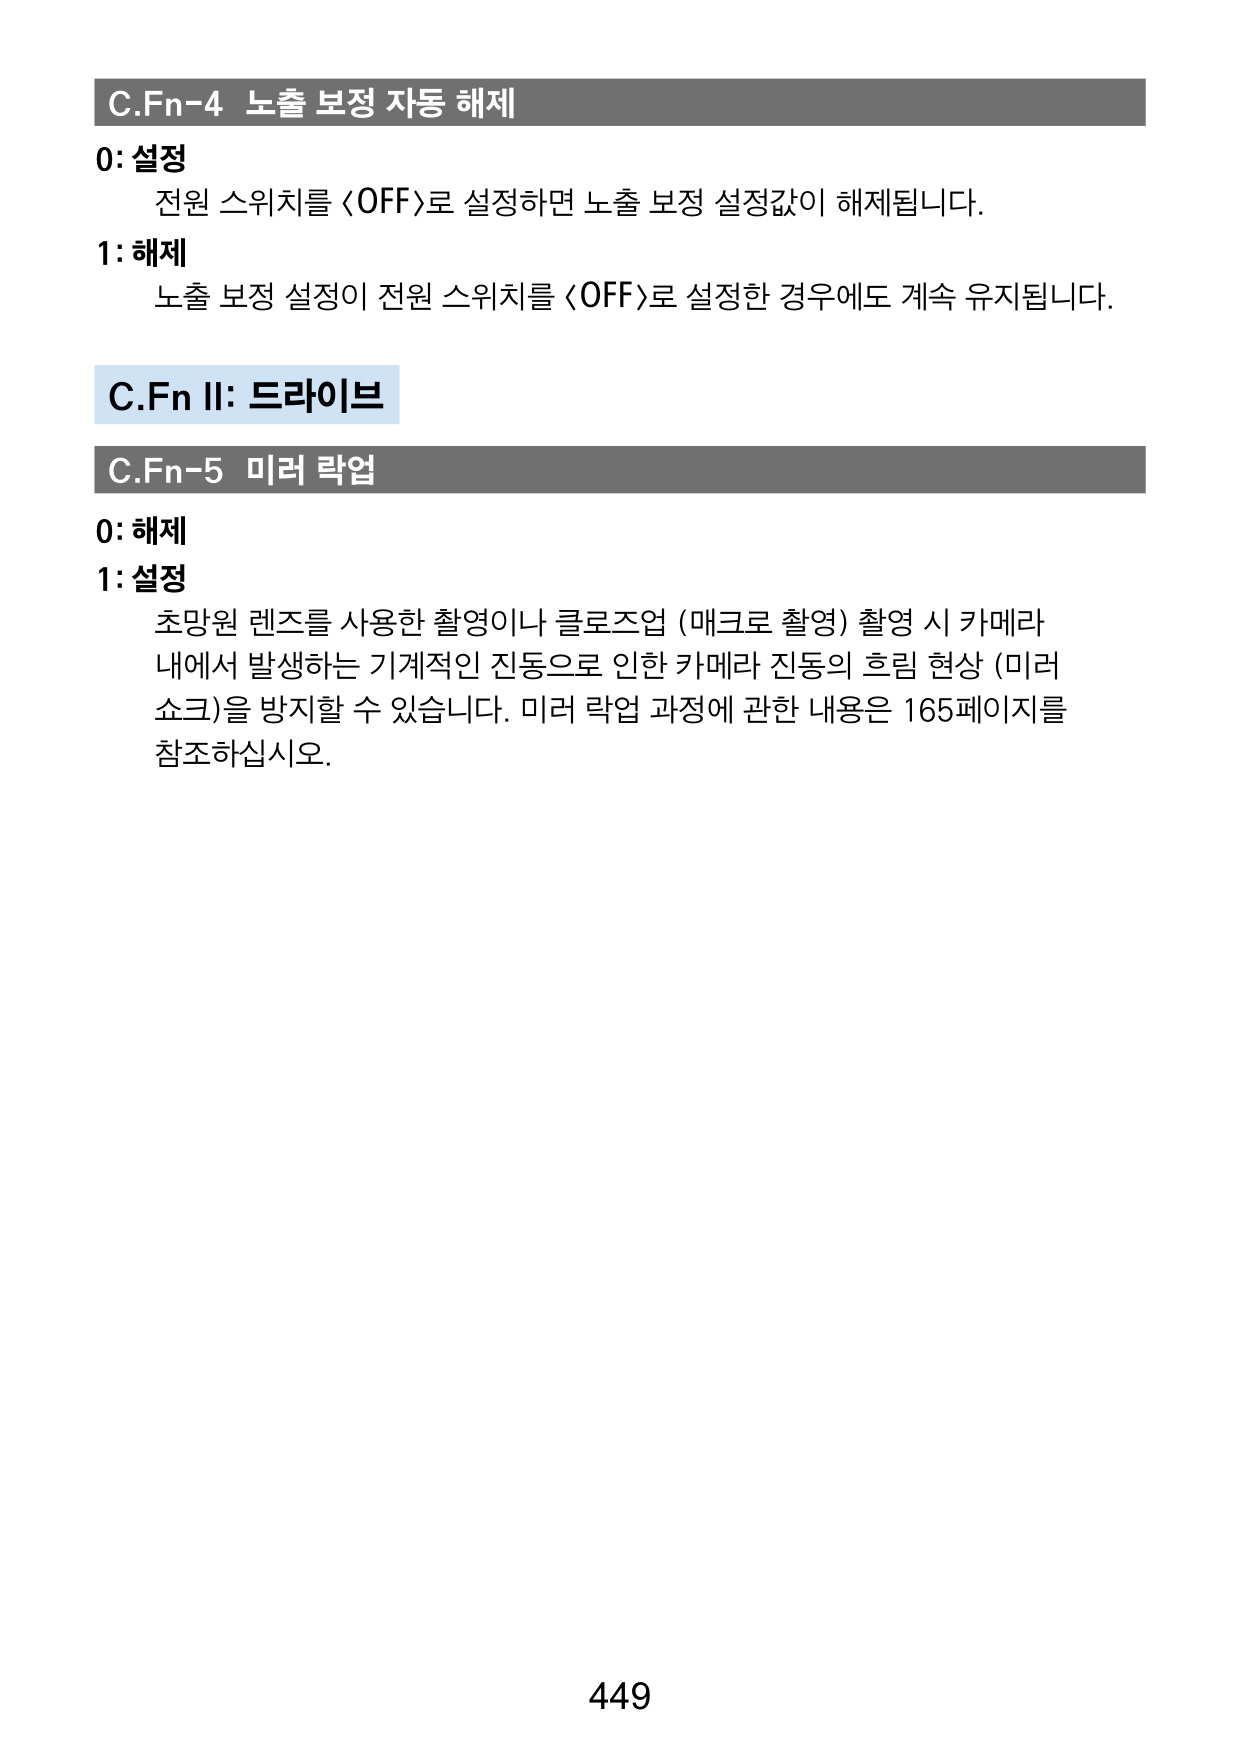 C.Fn-4 노출 보정 자동 해제
0: 설정
전원 스위치를 <OFF>로 설정하면 노출 보정 설정값이 해제됩니다.
1: 해제
노출 보정 설정이 전원 스위치를 <OFF>로 설정한 경우에도 계속 유지됩니다.
C.Fn II: 드라이브
C.Fn-5 미러 락업
0: 해제
1: 설정
초망원 렌즈를 사용한 촬영이나 클로즈업 (매크로 촬영) 촬영 시 카메라
내에서 발생하는 기계적인 진동으로 인한 카메라 진동의 흐림 현상 (미러
쇼크)을 방지할 수 있습니다. 미러 락업 과정에 관한 내용은 165페이지를
참조하십시오.
449